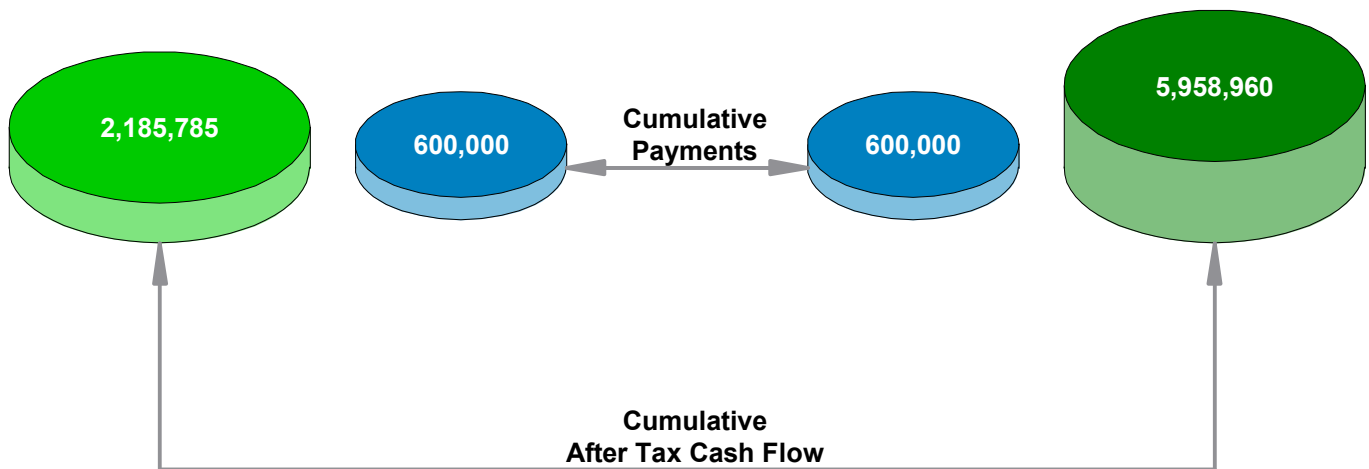 2,185,785
600,000
Cumulative
Payments
600,000
5,958,960
Cumulative
After Tax Cash Flow